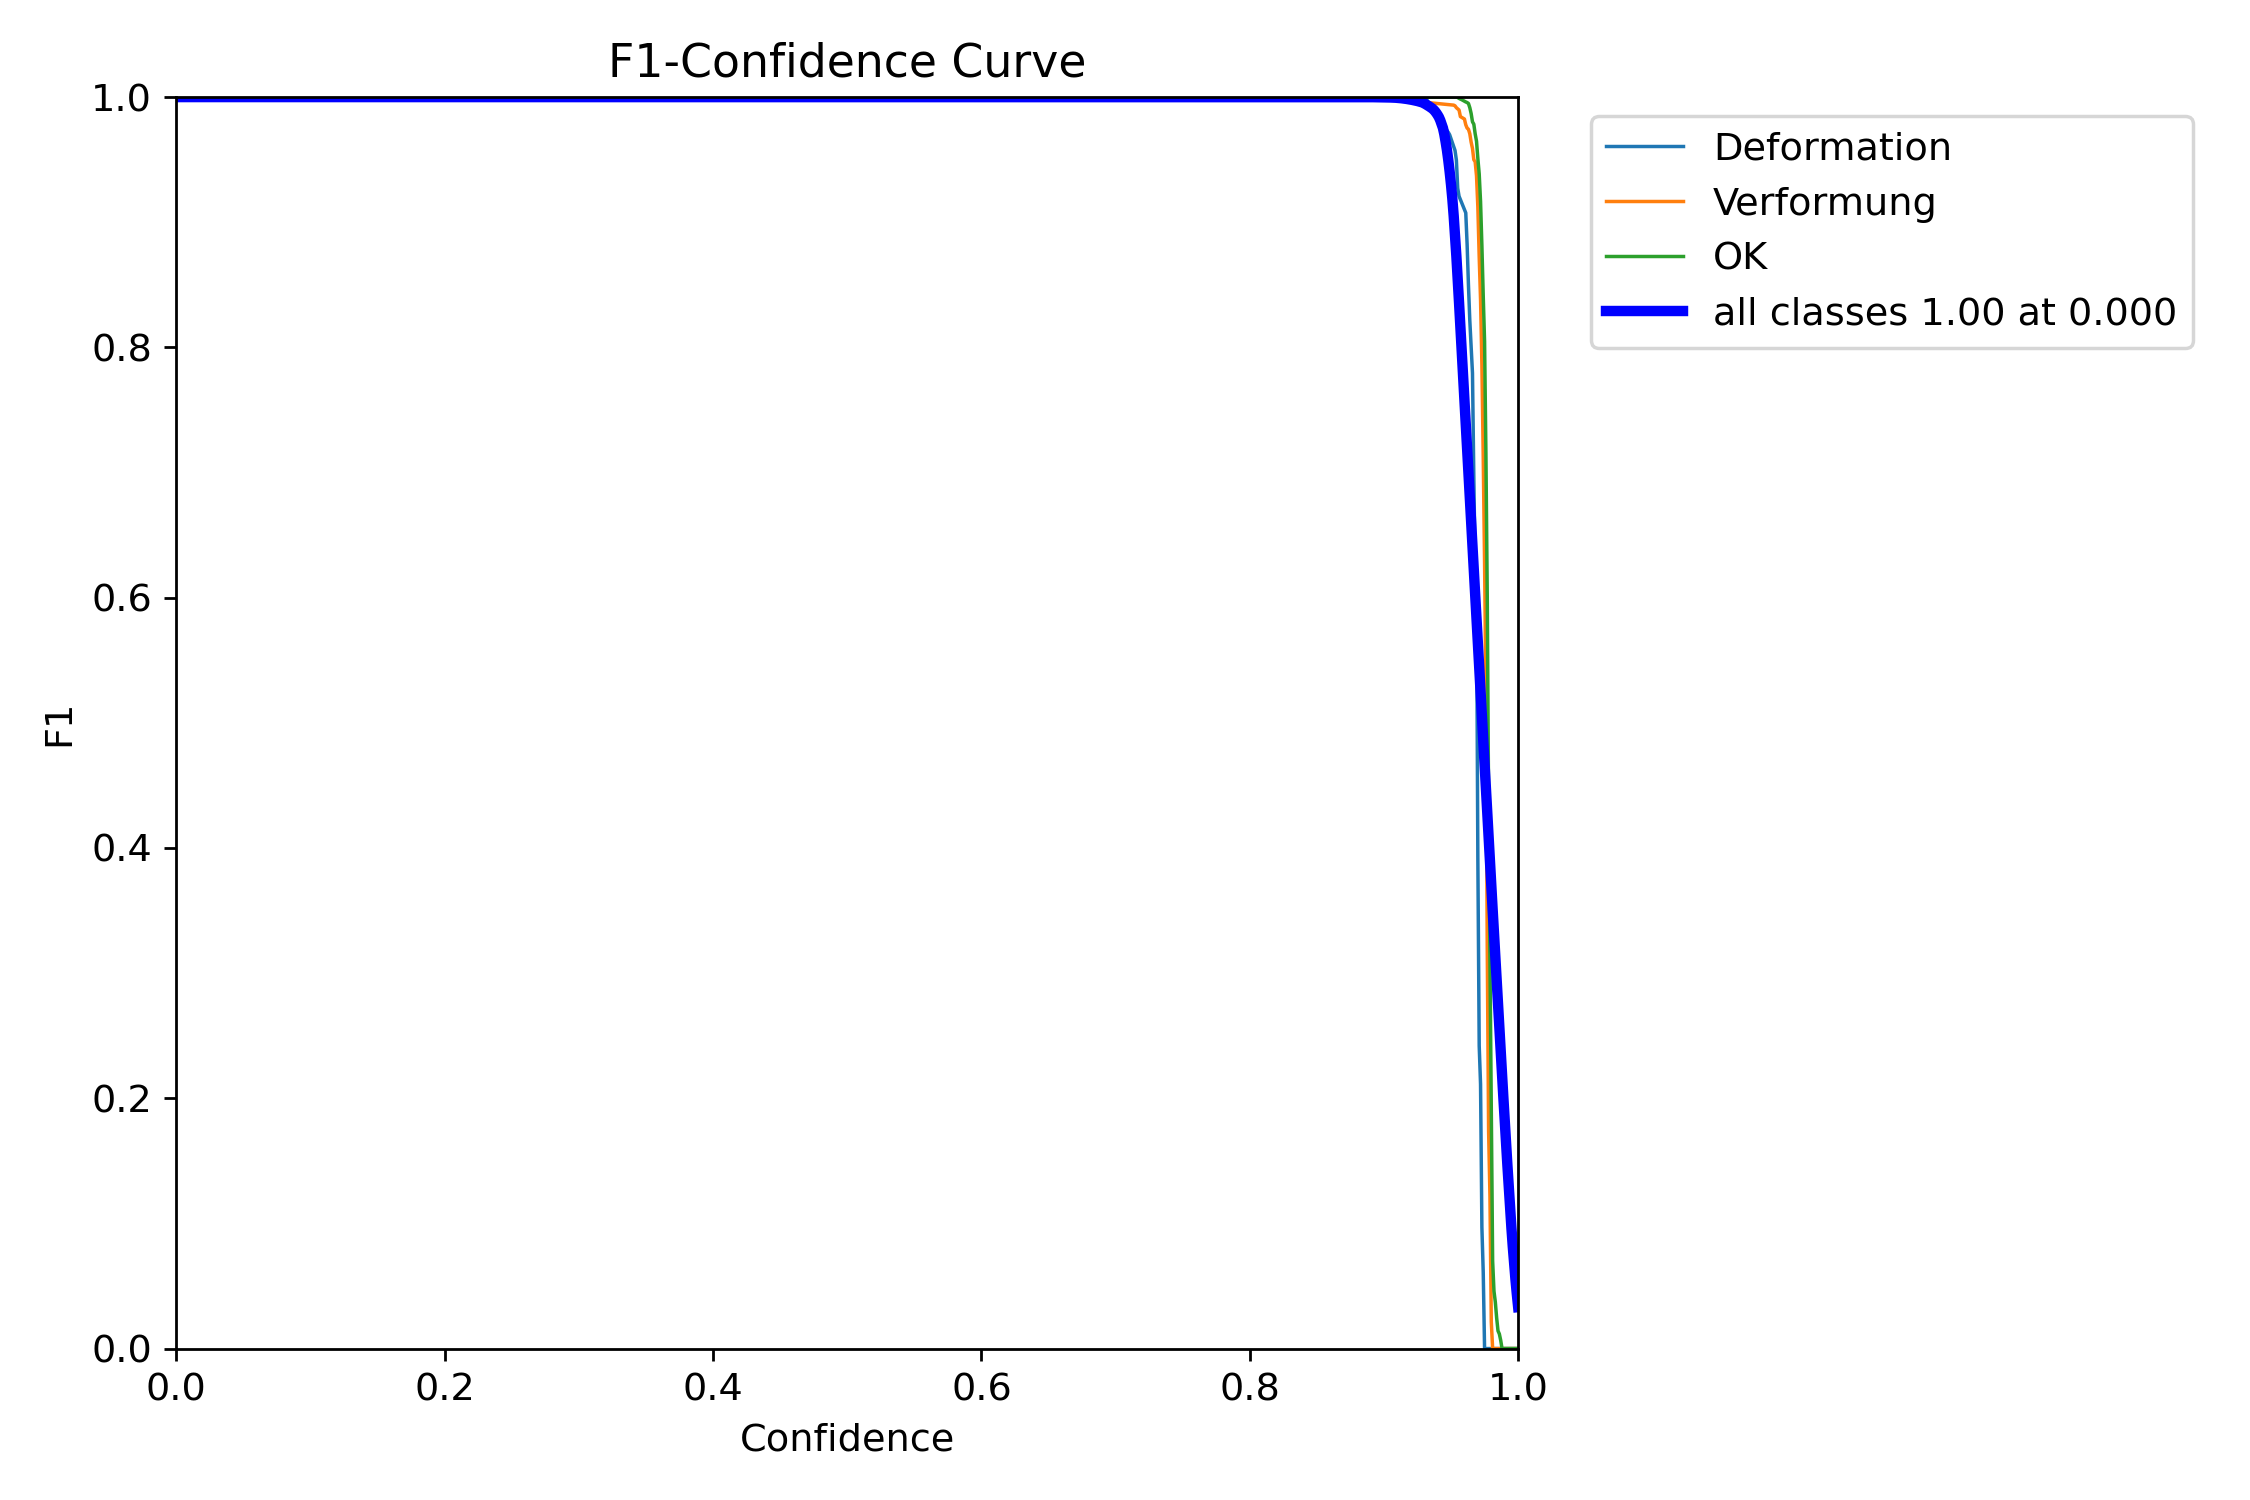 F1-Confidence Curve
1.0
0.8
0.6
0.4
0.2
0.0
F1
0.0 0.2 0.4 0.6 0.8 1.0
Confidence
Deformation
Verformung
OK
all classes 1.00 at 0.000